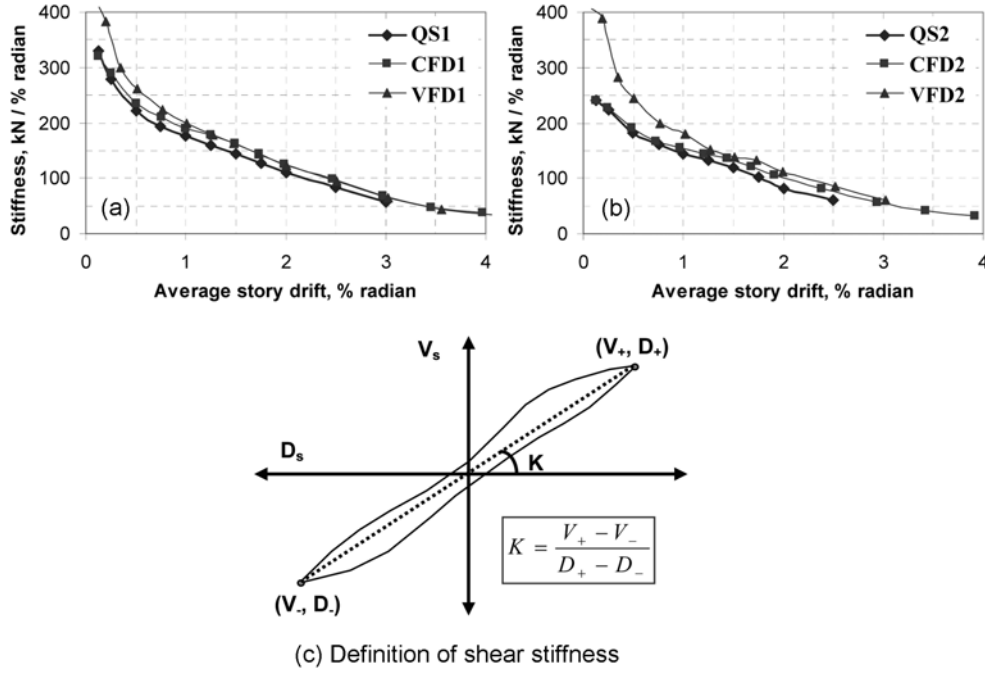 400
300
200
100
0
Stiffness, kN / % radian
QS1
CFD1
VFD1
(a)
0 1 2 3 4
Average story drift, % radian
400
300
200
100
0
Stiffness, kN / % radian
QS2
CFD2
VFD2
(b)
0 1 2 3 4
Average story drift, % radian
Vₛ
(V₊, D₊)
Dₛ
K
K = (V₊ − V₋) / (D₊ − D₋)
(V₋, D₋)
(c) Definition of shear stiffness